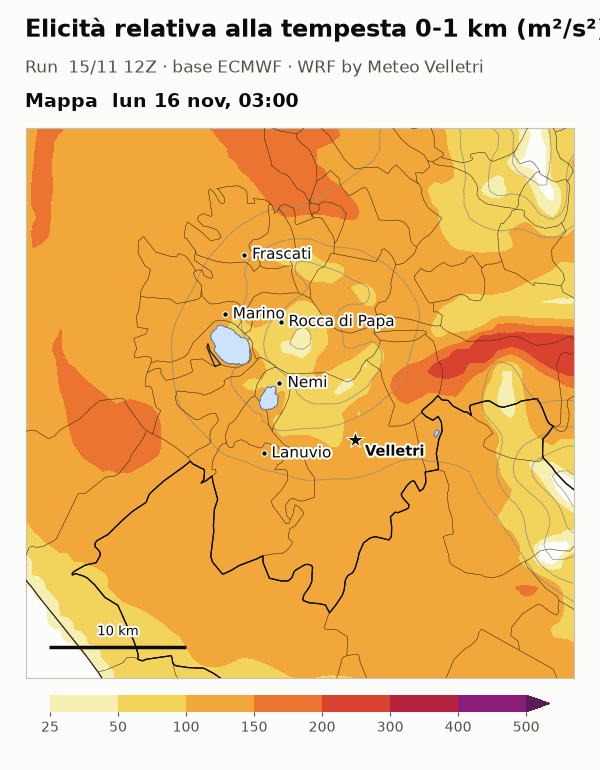 Elicità relativa alla tempesta 0-1 km (m²/s²)
Run  15/11 12Z · base ECMWF · WRF by Meteo Velletri
Mappa  lun 16 nov, 03:00
Frascati
Marino
Rocca di Papa
Nemi
Velletri
Lanuvio
10 km
25 50 100 150 200 300 400 500